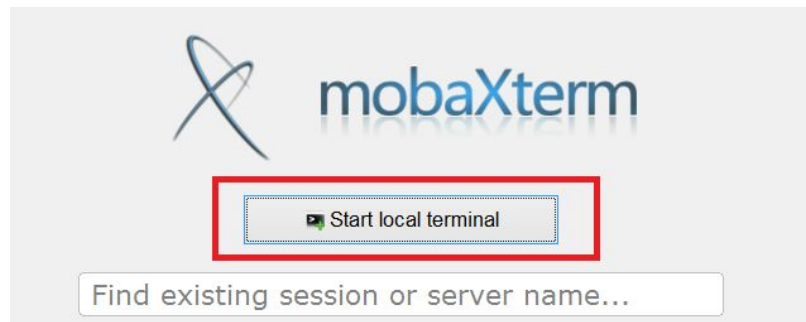 mobaXterm
Start local terminal
Find existing session or server name...